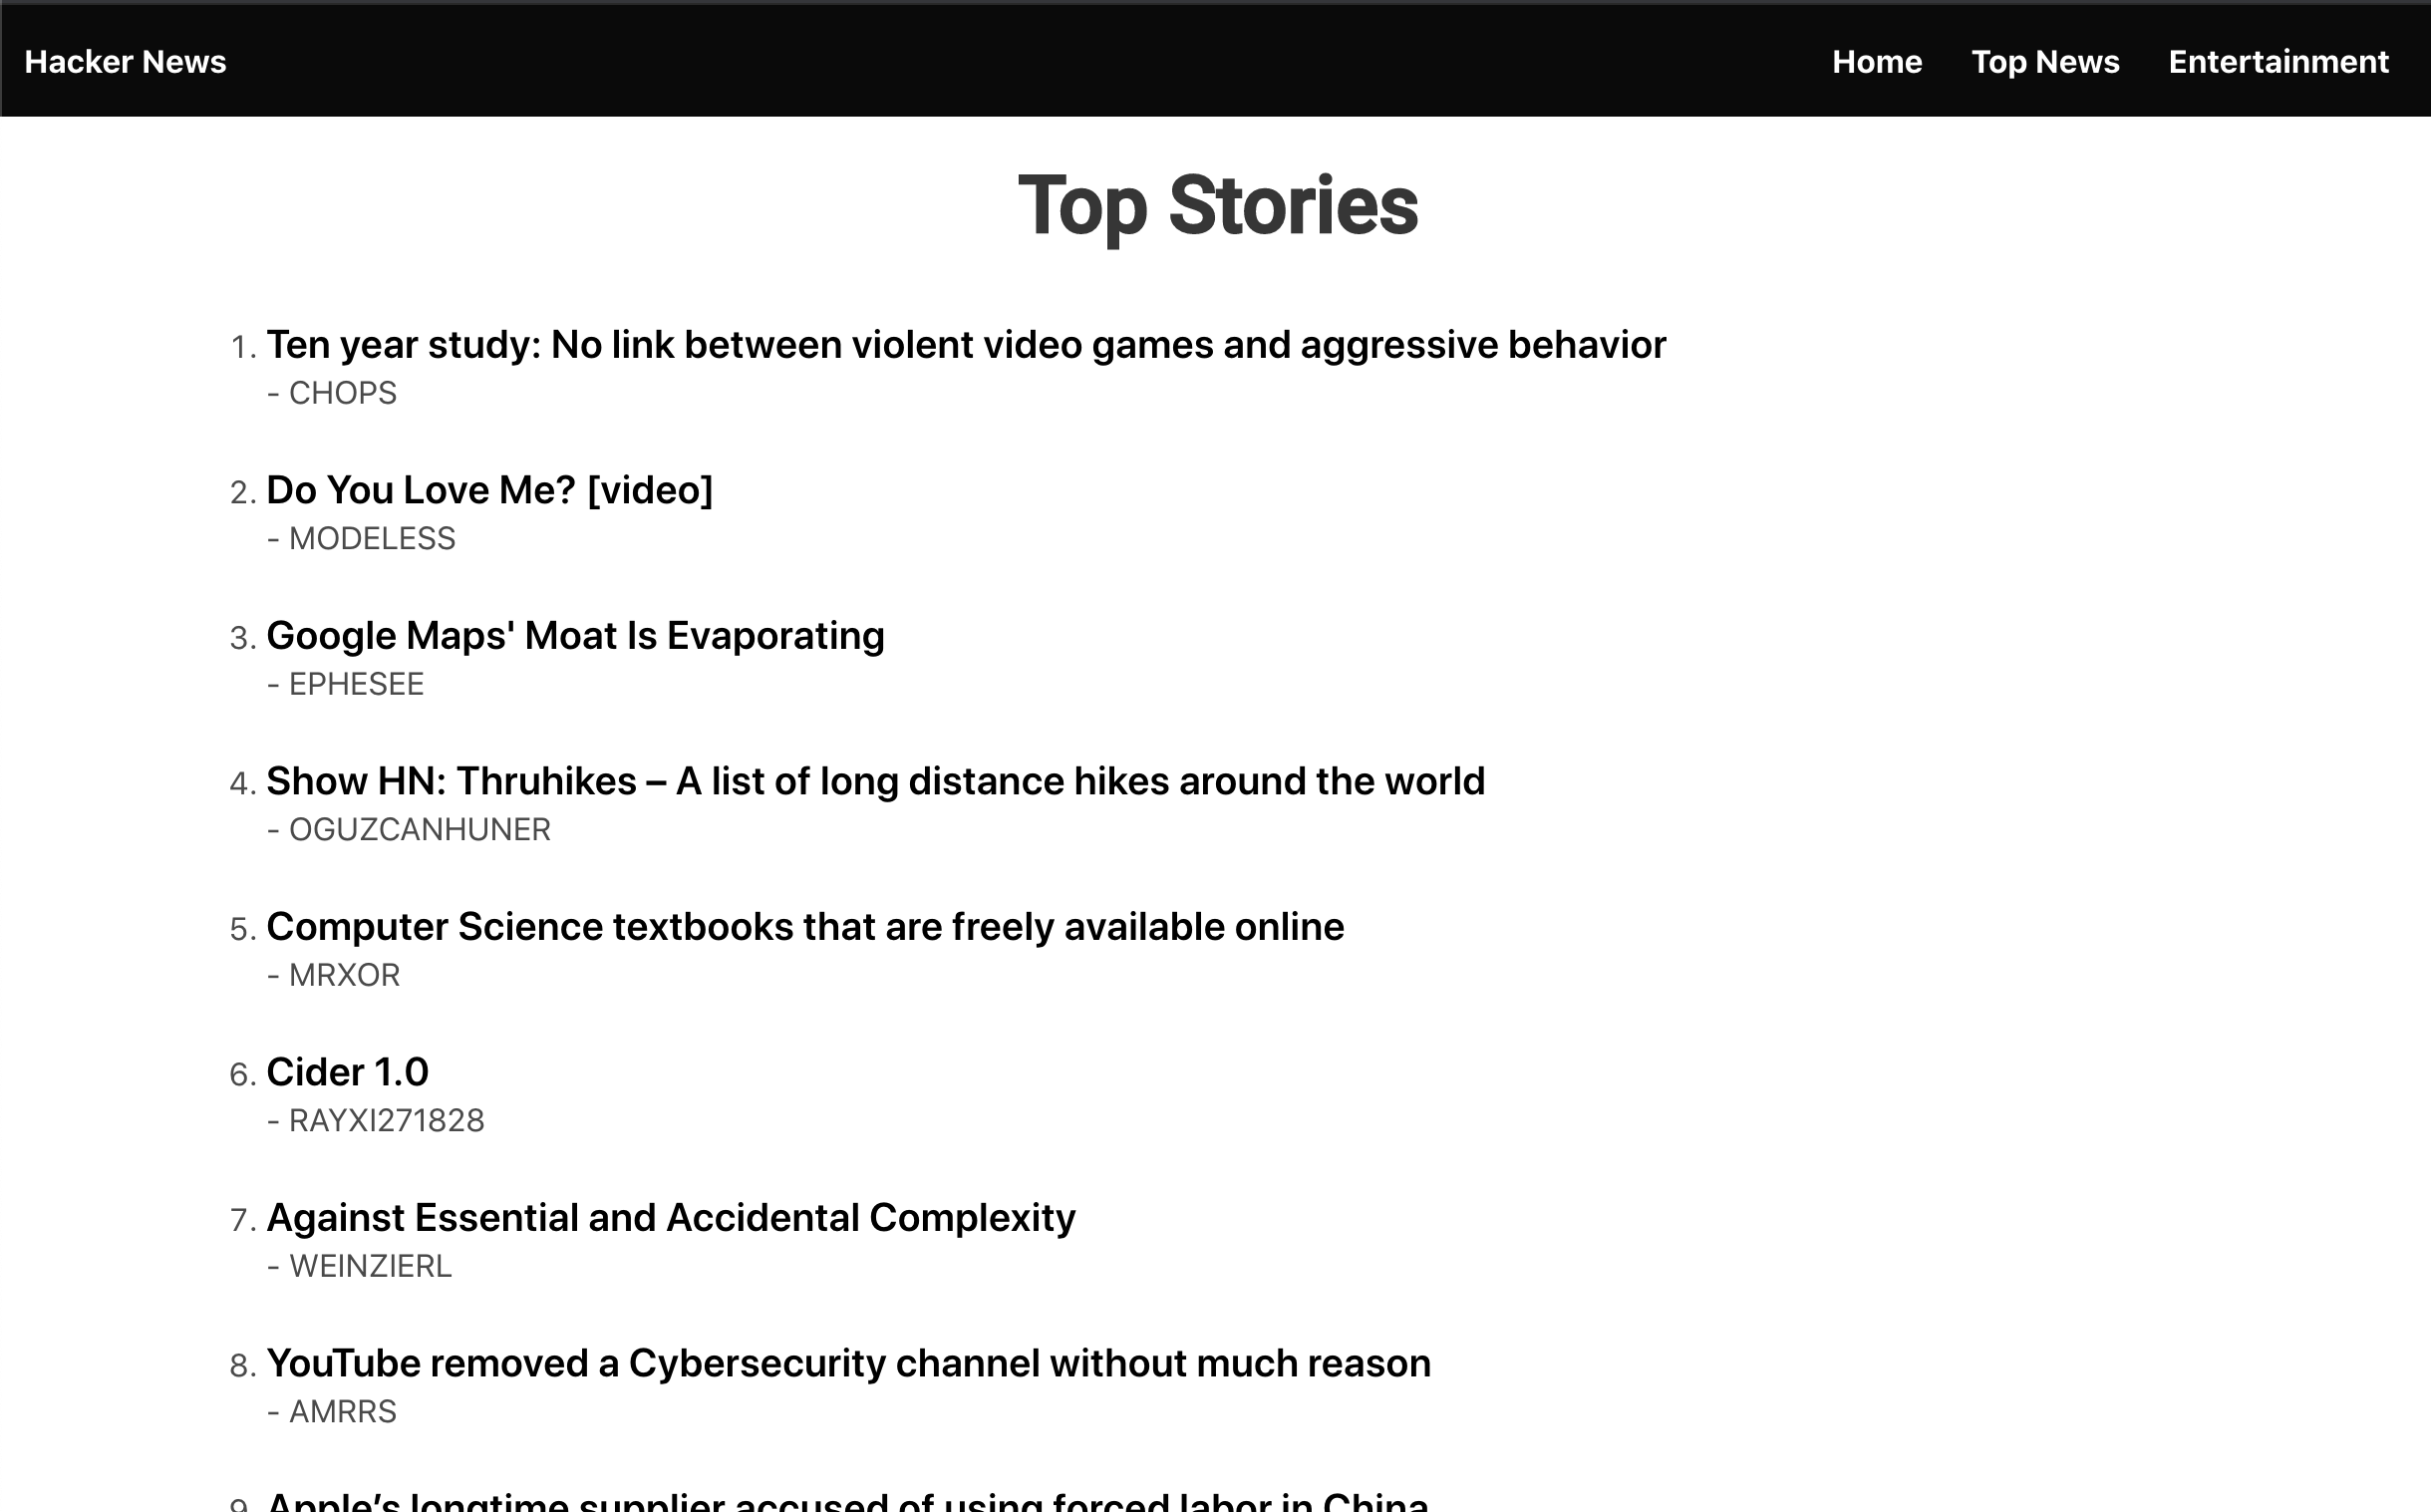 Hacker News
Home Top News Entertainment
Top Stories
1. Ten year study: No link between violent video games and aggressive behavior
- CHOPS
2. Do You Love Me? [video]
- MODELESS
3. Google Maps' Moat Is Evaporating
- EPHESEE
4. Show HN: Thruhikes – A list of long distance hikes around the world
- OGUZCANHUNER
5. Computer Science textbooks that are freely available online
- MRXOR
6. Cider 1.0
- RAYXI271828
7. Against Essential and Accidental Complexity
- WEINZIERL
8. YouTube removed a Cybersecurity channel without much reason
- AMRRS
9. Apple’s longtime supplier accused of using forced labor in China